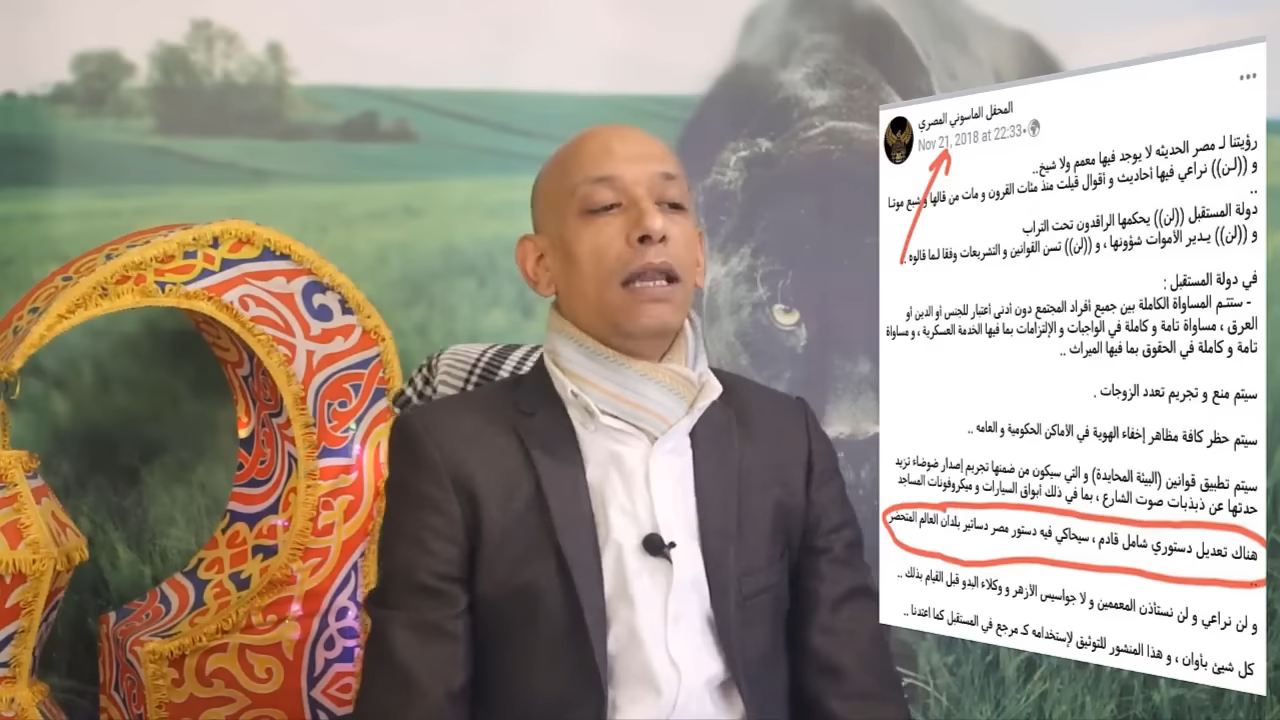 المحفل الماسوني المصري
Nov 21, 2018 at 22:33
رؤيتنا لـ مصر الحديثه لا يوجد فيها معمم ولا شيخ..
و ((لـن)) نراعي فيها أحاديث و أقوال قيلت منذ مئات القرون و مات من قالها و شبع موتا
..
دولة المستقبل ((لن)) يحكمها الراقدون تحت التراب
و ((لن)) يـدير الأموات شؤونها ، و ((لن)) تسن القوانين و التشريعات وفقا لـما قالوه .
في دولة المستقبل :
- ستتـم المساواة الكاملة بين جميع أفراد المجتمع دون أدنى أعتبار للجنس أو الدين أو
العرق ، مساواة تامة و كاملة في الواجبات و الإلتزامات بما فيها الخدمة العسكرية ، و مساواة
تامة و كاملة في الحقوق بما فيها الميراث ..
سيتم منع و تجريم تعدد الزوجات .
سيتم حظر كافة مظاهر إخفاء الهوية في الاماكن الحكومية و العامه ..
سيتم تطبيق قوانين (البيئة المحايدة) و التي سيكون من ضمنها تجريم إصدار ضوضاء تزيد
حدتها عن ذبذبات صوت الشارع ، بما في ذلك أبواق السيارات و ميكروفونات المساجد
هناك تعديل دستوري شامل قادم ، سيحاكي فيه دستور مصر دساتير بلدان العالم المتحضر
..
و لن نراعي و لن نستأذن المعممين و لا جواسيس الأزهر و وكلاء البدو قبل القيام بذلك ..
كل شيئ بأوان ، و هذا المنشور للتوثيق لإستخدامه كـ مرجع في المستقبل كما اعتدنا ..